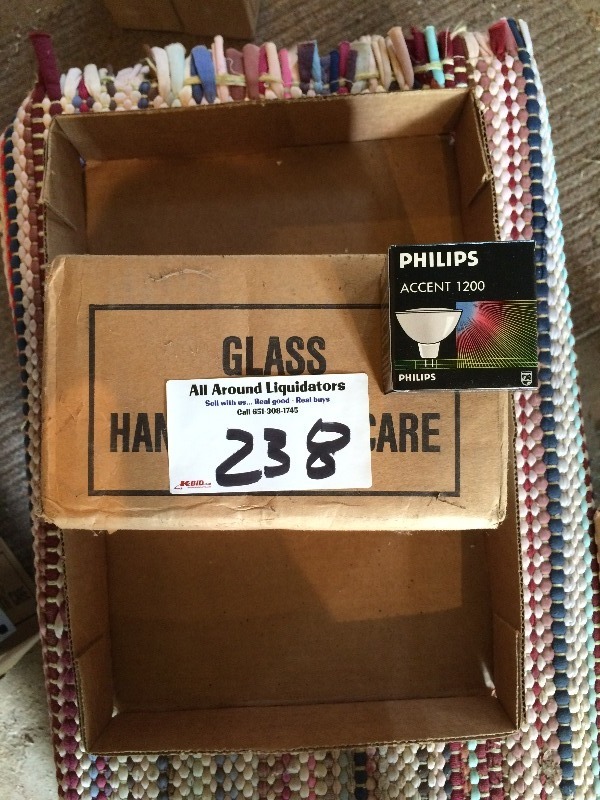 PHILIPS
ACCENT 1200
PHILIPS
GLASS
HAN CARE
All Around Liquidators
Sell with us... Real good - Real buys
Call 651-308-1745
238
K-BID